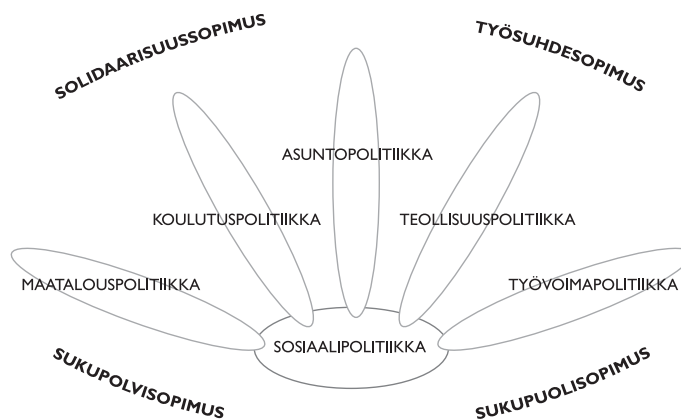 SOLIDAARISUUSSOPIMUS
TYÖSUHDESOPIMUS
ASUNTOPOLITIIKKA
KOULUTUSPOLITIIKKA
TEOLLISUUSPOLITIIKKA
MAATALOUSPOLITIIKKA
TYÖVOIMAPOLITIIKKA
SOSIAALIPOLITIIKKA
SUKUPOLVISOPIMUS
SUKUPUOLISOPIMUS